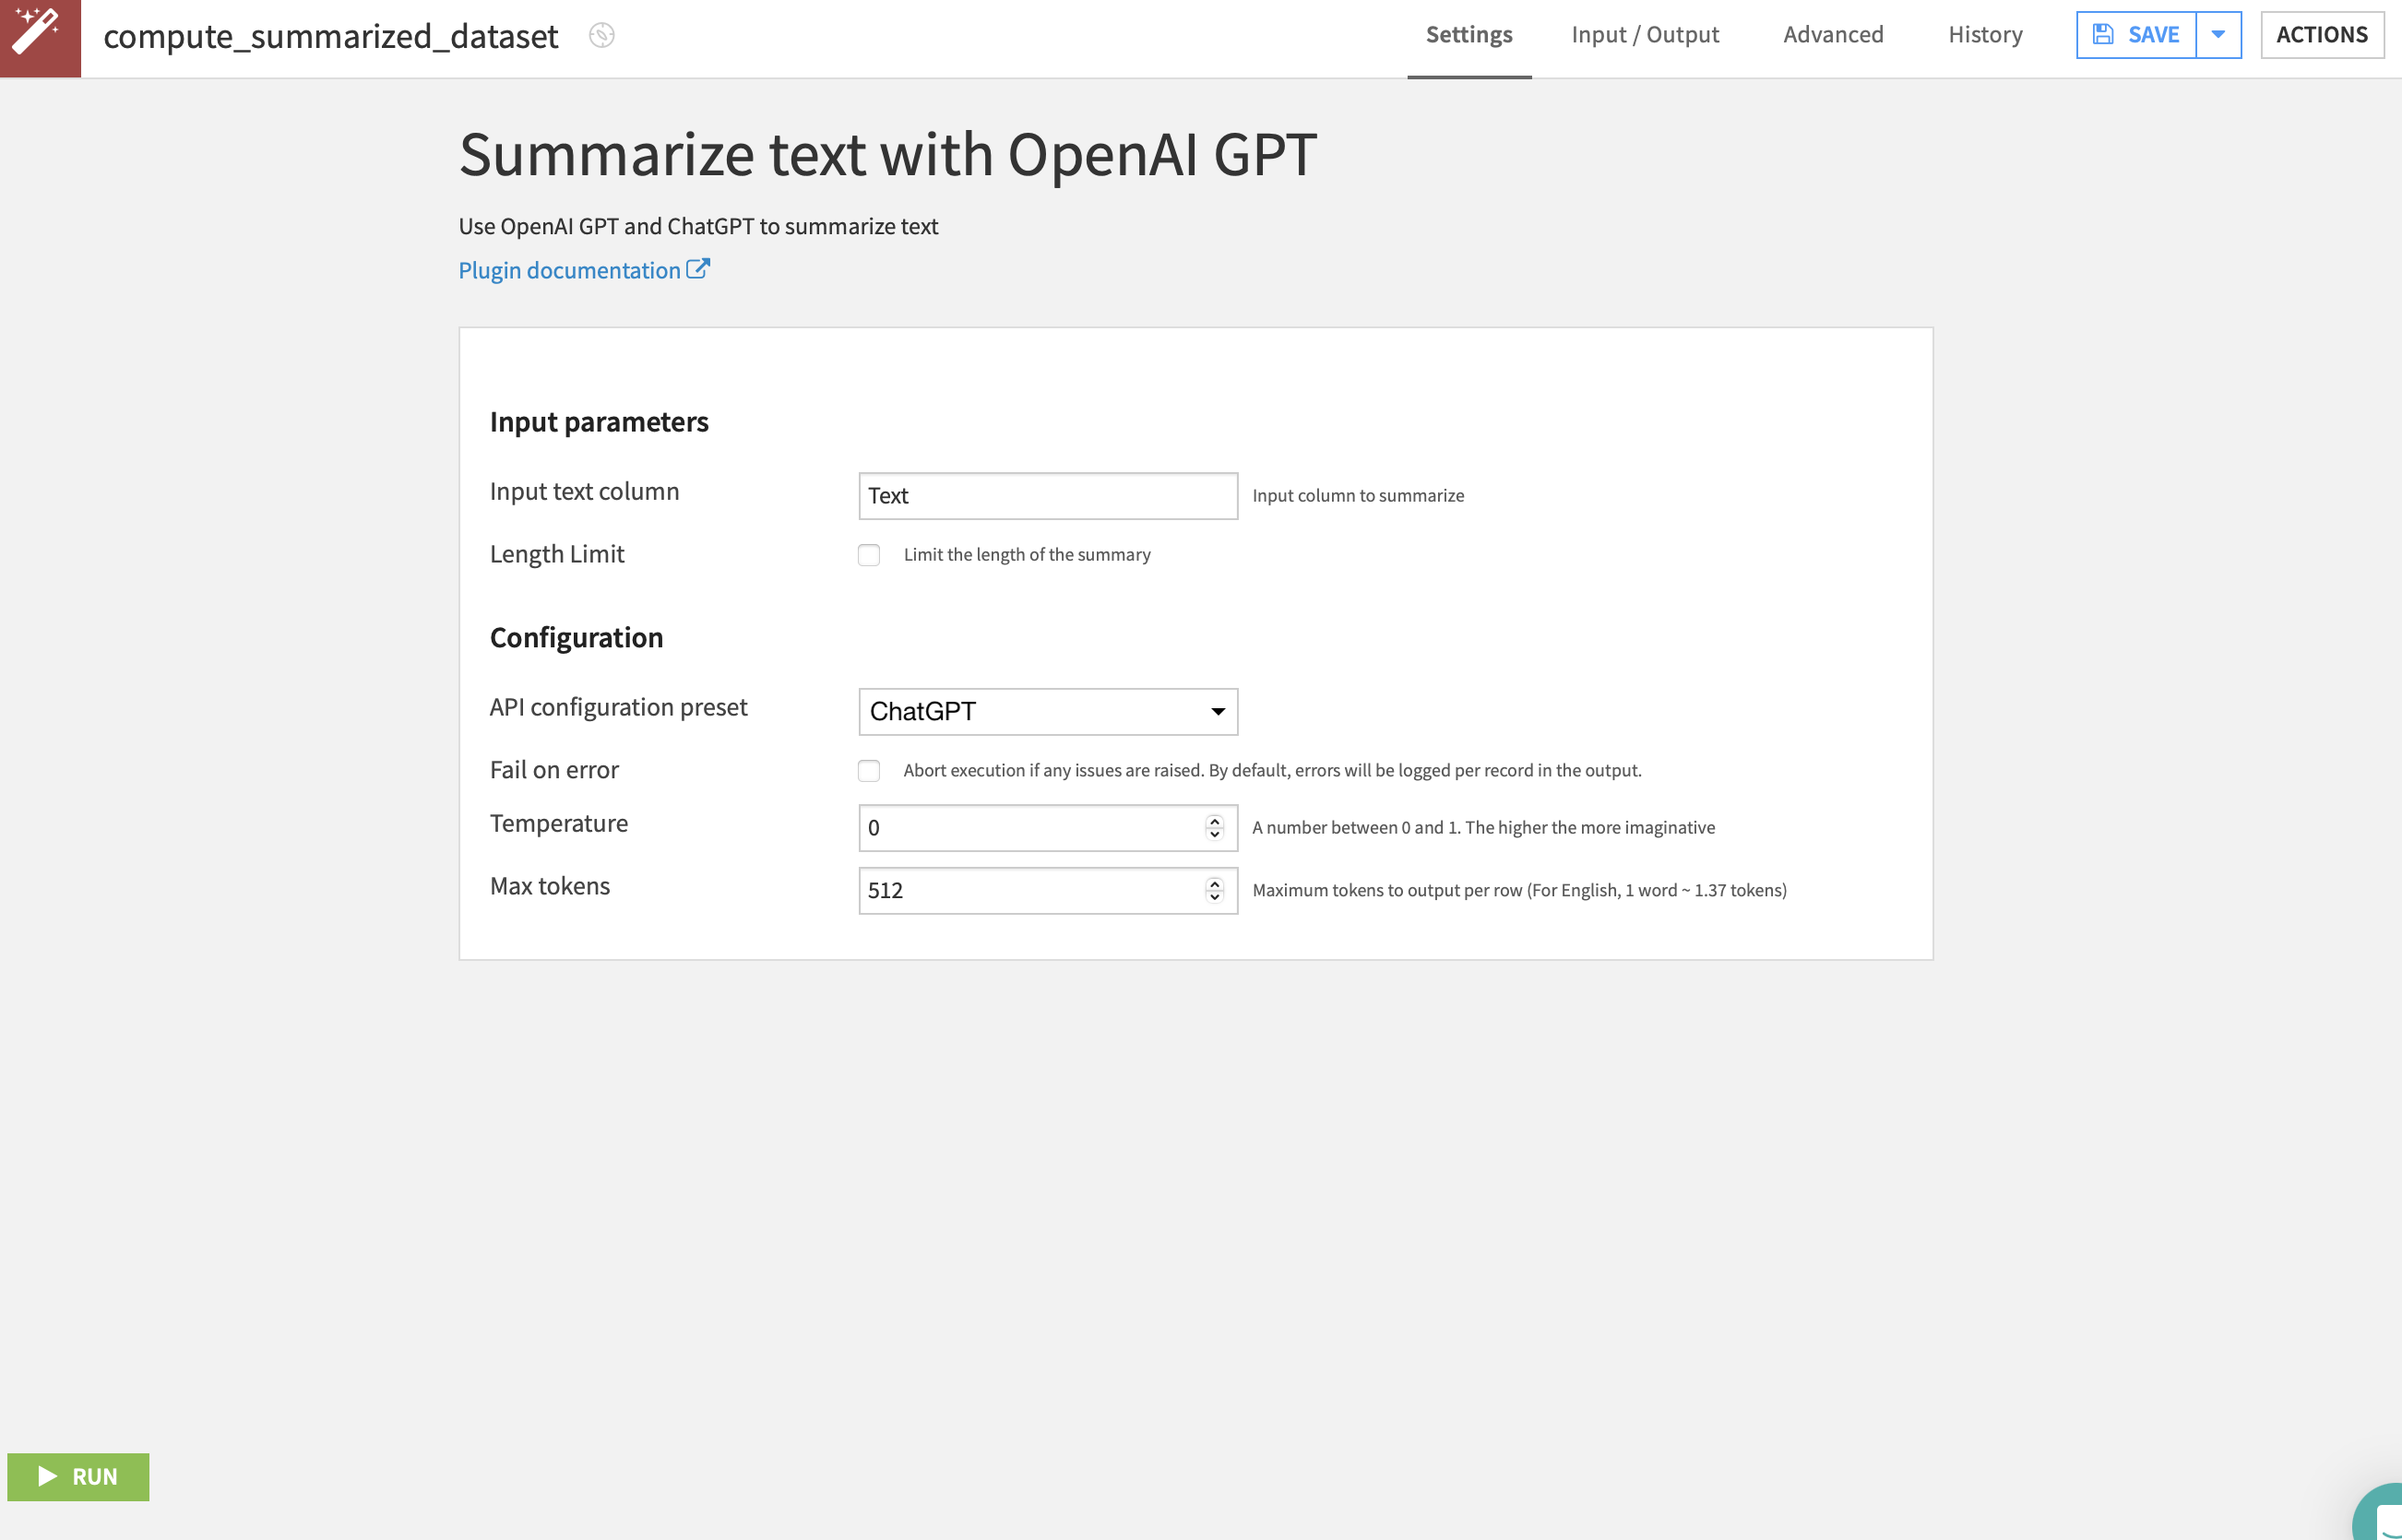 compute_summarized_dataset
Settings
Input / Output
Advanced
History
SAVE
ACTIONS
Summarize text with OpenAI GPT
Use OpenAI GPT and ChatGPT to summarize text
Plugin documentation
Input parameters
Input text column
Text
Input column to summarize
Length Limit
Limit the length of the summary
Configuration
API configuration preset
ChatGPT
Fail on error
Abort execution if any issues are raised. By default, errors will be logged per record in the output.
Temperature
0
A number between 0 and 1. The higher the more imaginative
Max tokens
512
Maximum tokens to output per row (For English, 1 word ~ 1.37 tokens)
RUN